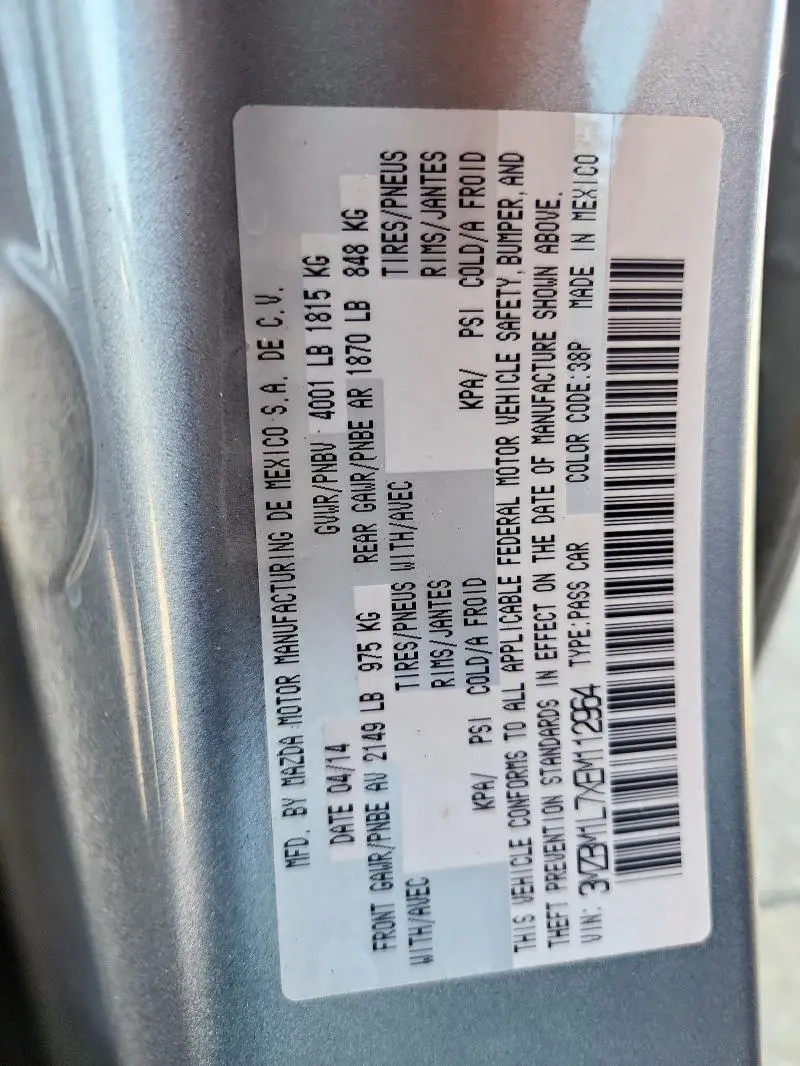 MFD. BY MAZDA MOTOR MANUFACTURING DE MEXICO S.A. DE C.V.
DATE 04/14 GVWR/PNBV 4001 LB 1815 KG
FRONT GAWR/PNBE AV 2149 LB 975 KG REAR GAWR/PNBE AR 1870 LB 848 KG
WITH/AVEC TIRES/PNEUS WITH/AVEC TIRES/PNEUS
RIMS/JANTES RIMS/JANTES
KPA/ PSI COLD/A FROID KPA/ PSI COLD/A FROID
THIS VEHICLE CONFORMS TO ALL APPLICABLE FEDERAL MOTOR VEHICLE SAFETY, BUMPER, AND
THEFT PREVENTION STANDARDS IN EFFECT ON THE DATE OF MANUFACTURE SHOWN ABOVE.
VIN: 3MZBM1L7XEM112964 TYPE:PASS CAR COLOR CODE:38P MADE IN MEXICO